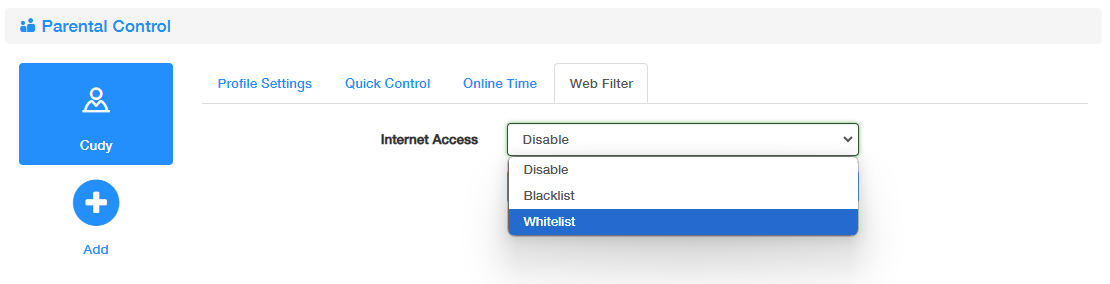 Parental Control
Cudy
Add
Profile Settings Quick Control Online Time Web Filter
Internet Access Disable
Disable
Blacklist
Whitelist